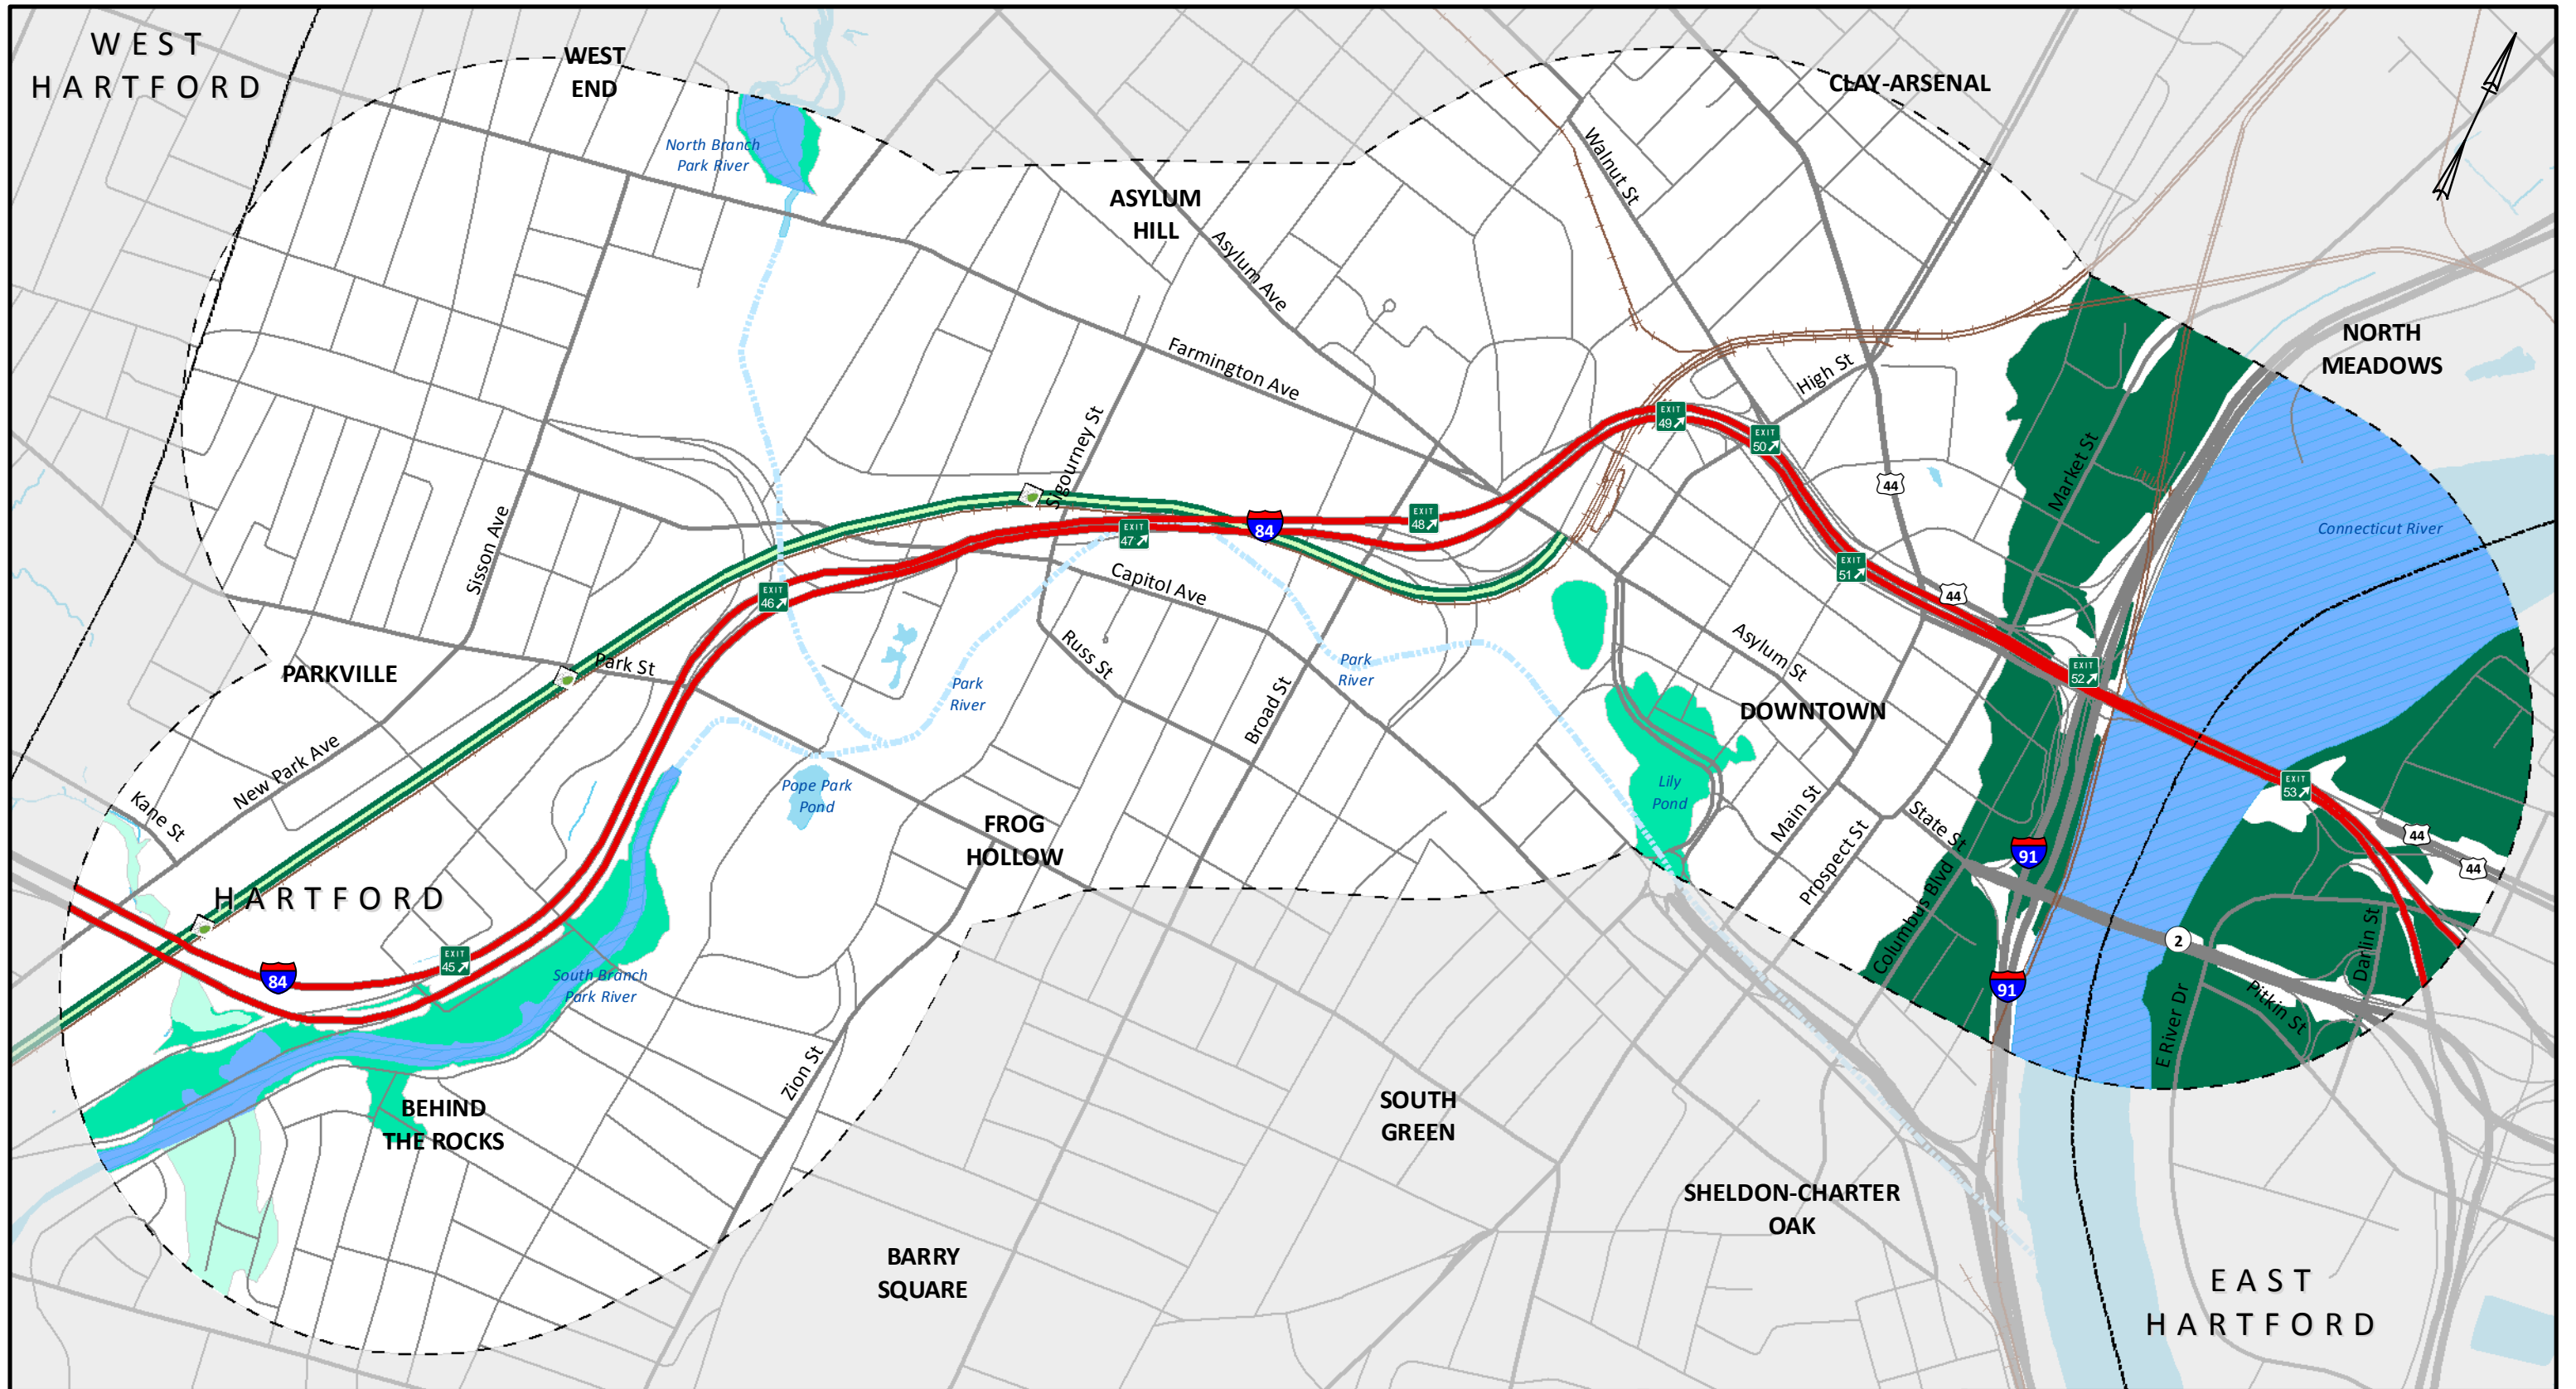 WEST
HARTFORD
WEST
END
CLAY-ARSENAL
North Branch
Park River
Walnut St
ASYLUM
HILL
Asylum Ave
NORTH
MEADOWS
Farmington Ave
High St
Sigourney St
EXIT
49
EXIT
50
Market St
44
Connecticut River
Sisson Ave
EXIT
47
84
EXIT
48
EXIT
51
44
EXIT
46
Capitol Ave
Park St
PARKVILLE
Russ St
Park
River
Park
River
Asylum St
EXIT
52
Broad St
DOWNTOWN
New Park Ave
Kane St
Pope Park
Pond
Lily
Pond
Main St
EXIT
53
FROG
HOLLOW
Prospect St
State St
91
44
44
HARTFORD
Columbus Blvd
EXIT
45
84
South Branch
Park River
2
Darlin St
91
E River Dr
Pitkin St
Zion St
BEHIND
THE ROCKS
SOUTH
GREEN
SHELDON-CHARTER
OAK
BARRY
SQUARE
EAST
HARTFORD